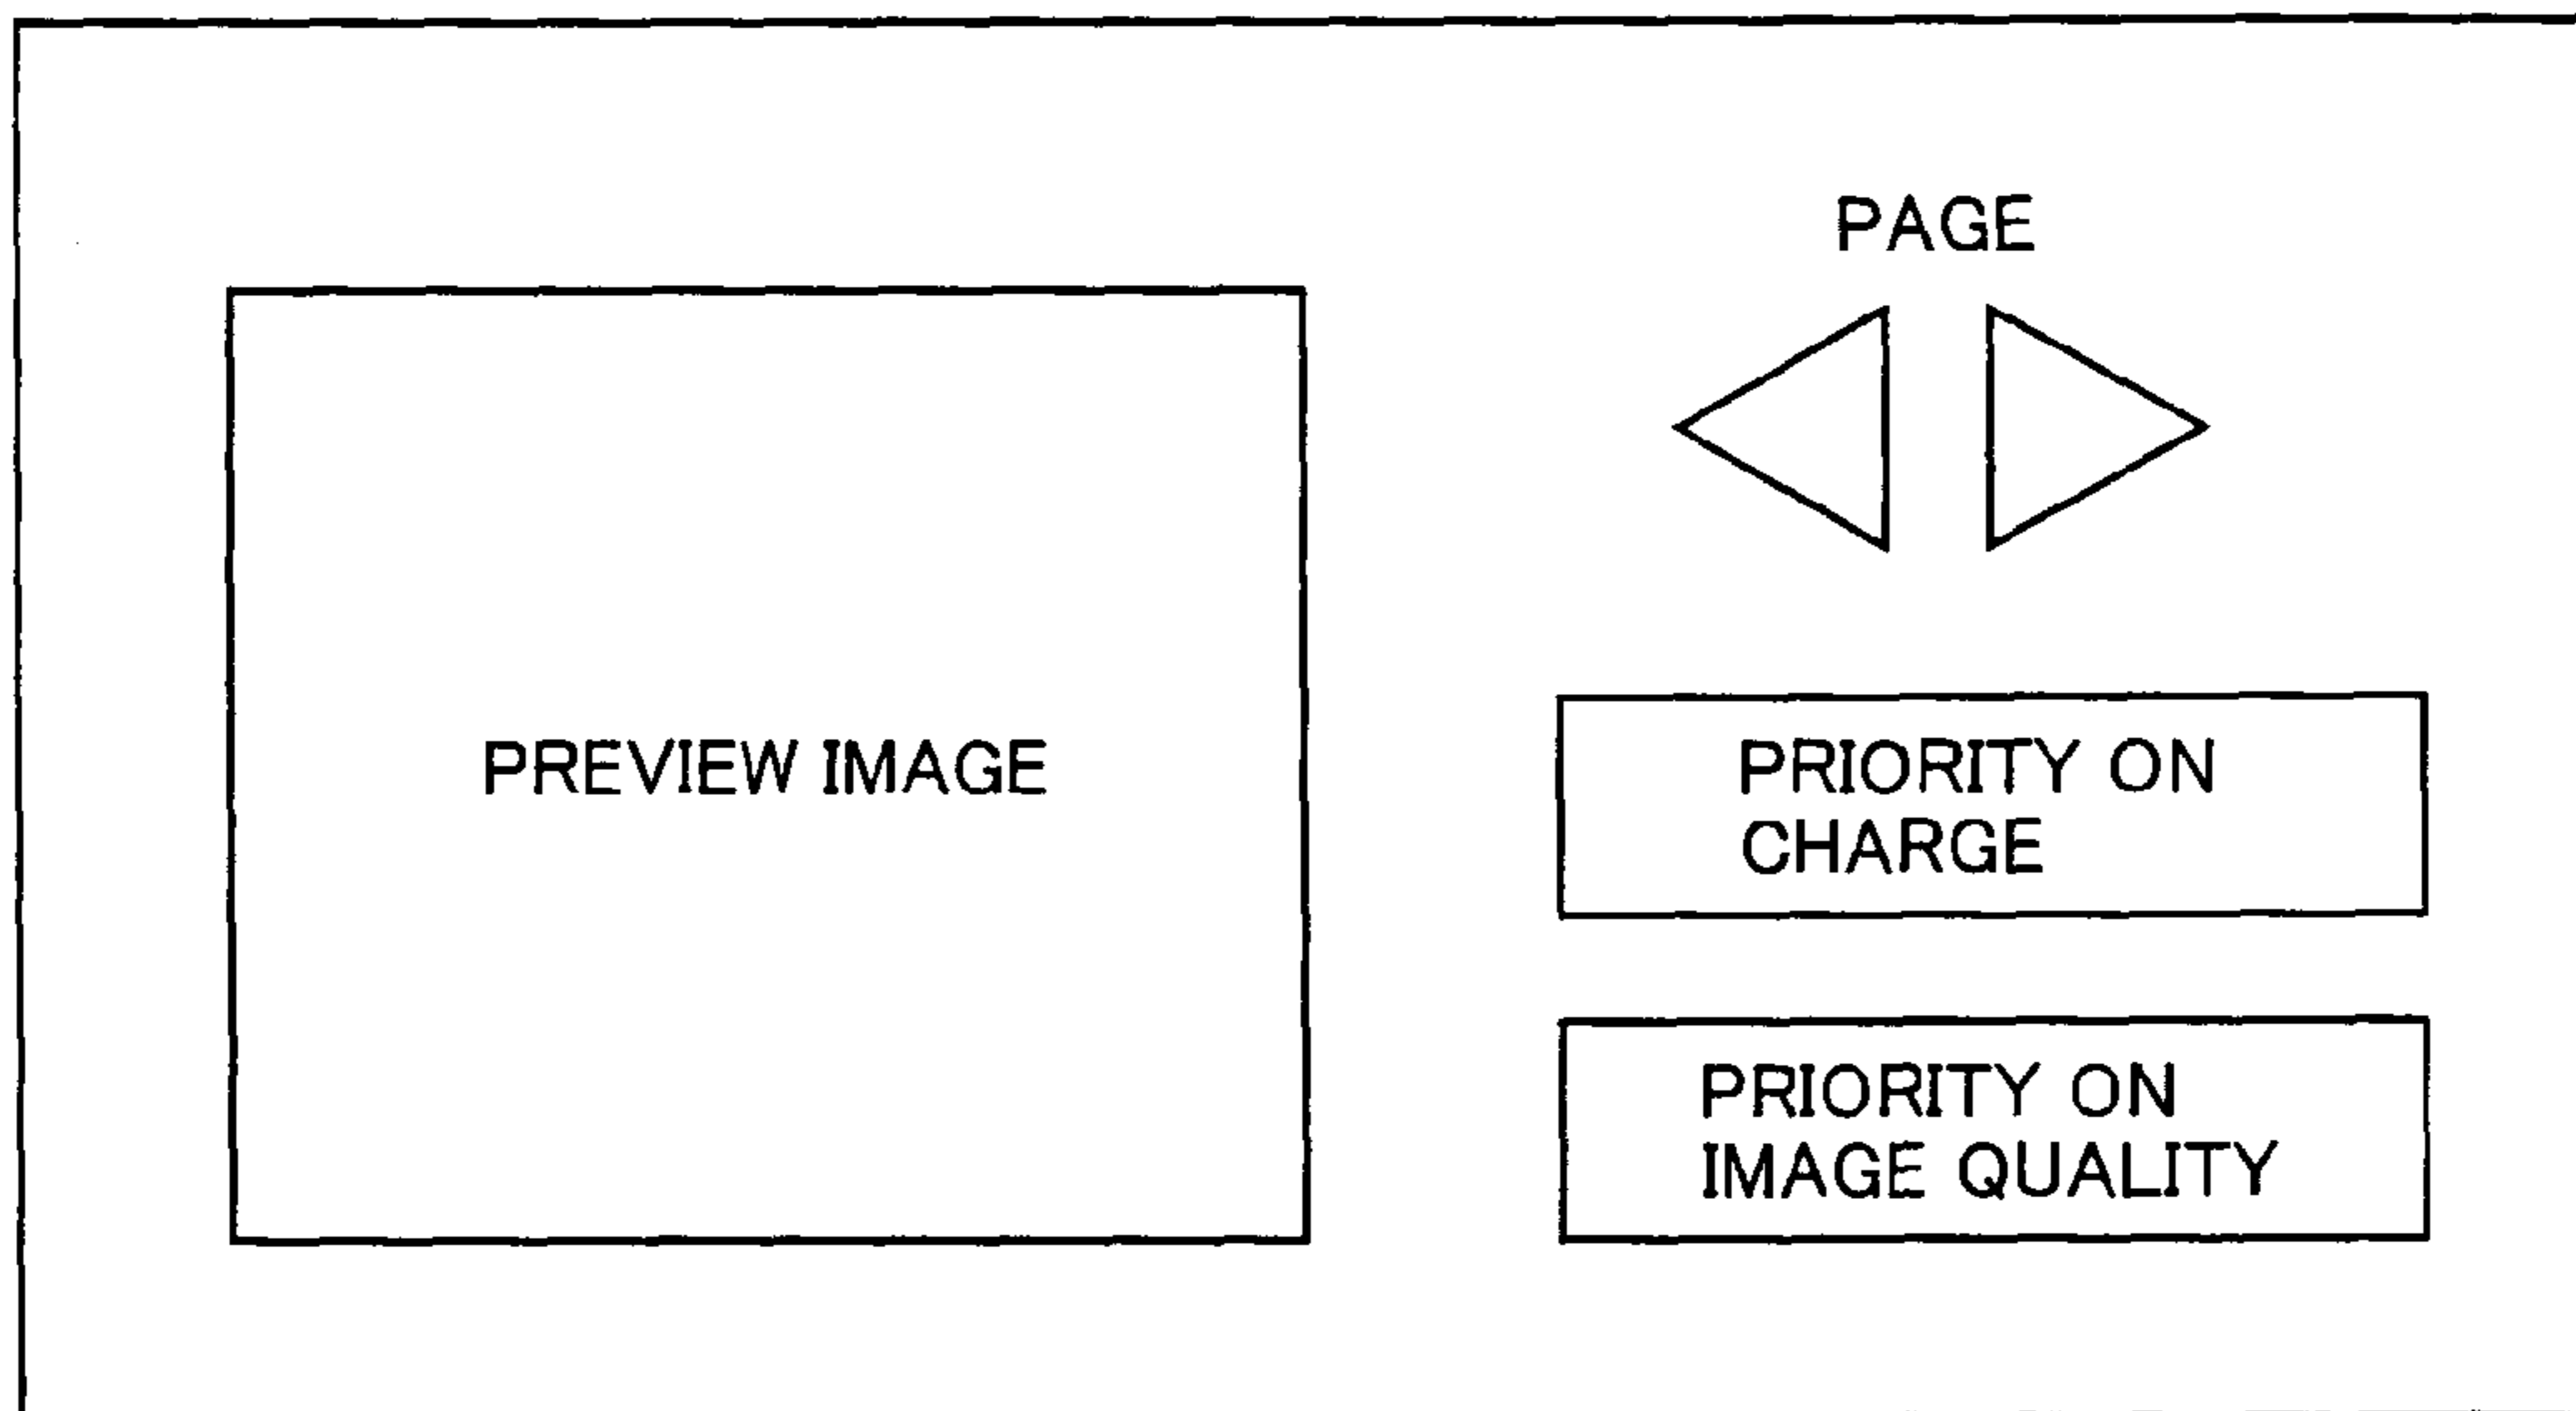 PAGE
PREVIEW IMAGE
PRIORITY ON
CHARGE
PRIORITY ON
IMAGE QUALITY